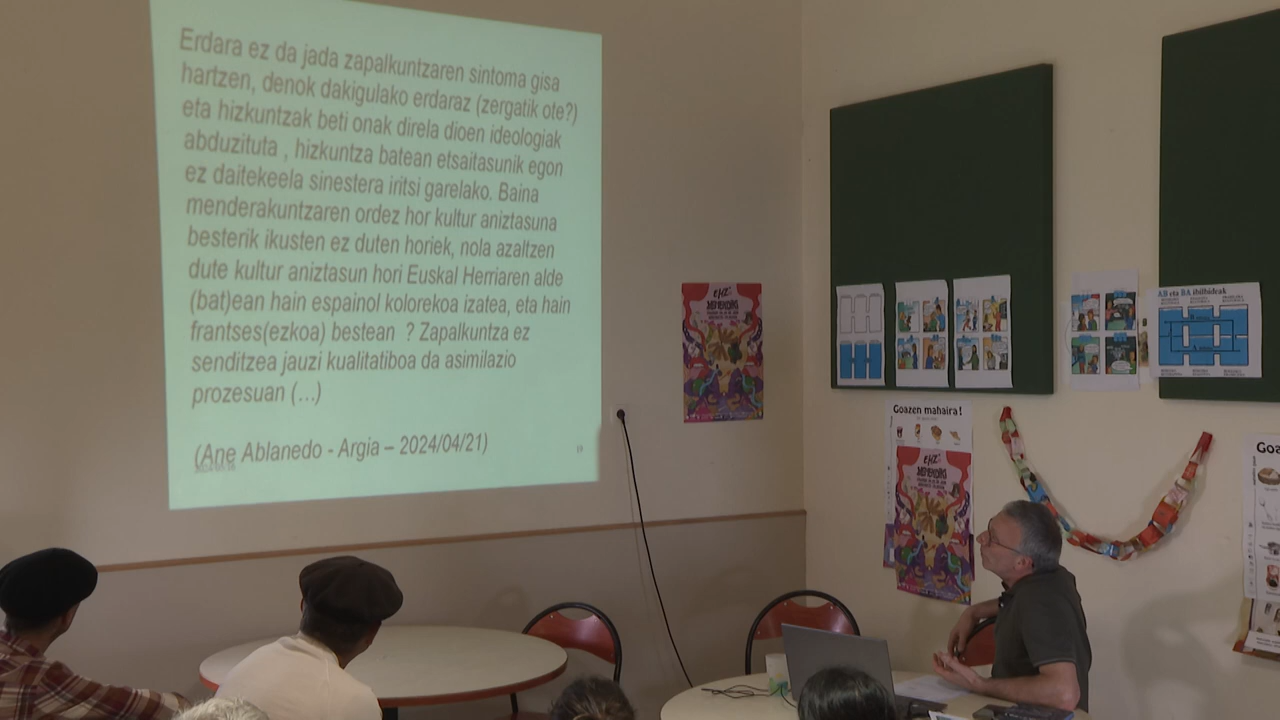 Erdara ez da jada zapalkuntzaren sintoma gisa
hartzen, denok dakigulako erdaraz (zergatik ote?)
eta hizkuntzak beti onak direla dioen ideologiak
abduzituta , hizkuntza batean etsaitasunik egon
ez daitekeela sinestera iritsi garelako. Baina
menderakuntzaren ordez hor kultur aniztasuna
besterik ikusten ez duten horiek, nola azaltzen
dute kultur aniztasun hori Euskal Herriaren alde
(bat)ean hain espainol kolorekoa izatea, eta hain
frantses(ezkoa) bestean ? Zapalkuntza ez
senditzea jauzi kualitatiboa da asimilazio
prozesuan (...)
(Ane Ablanedo - Argia – 2024/04/21)
EHZ
AB eta BA ibilbideak
Goazen mahaira !
EHZ
Goa